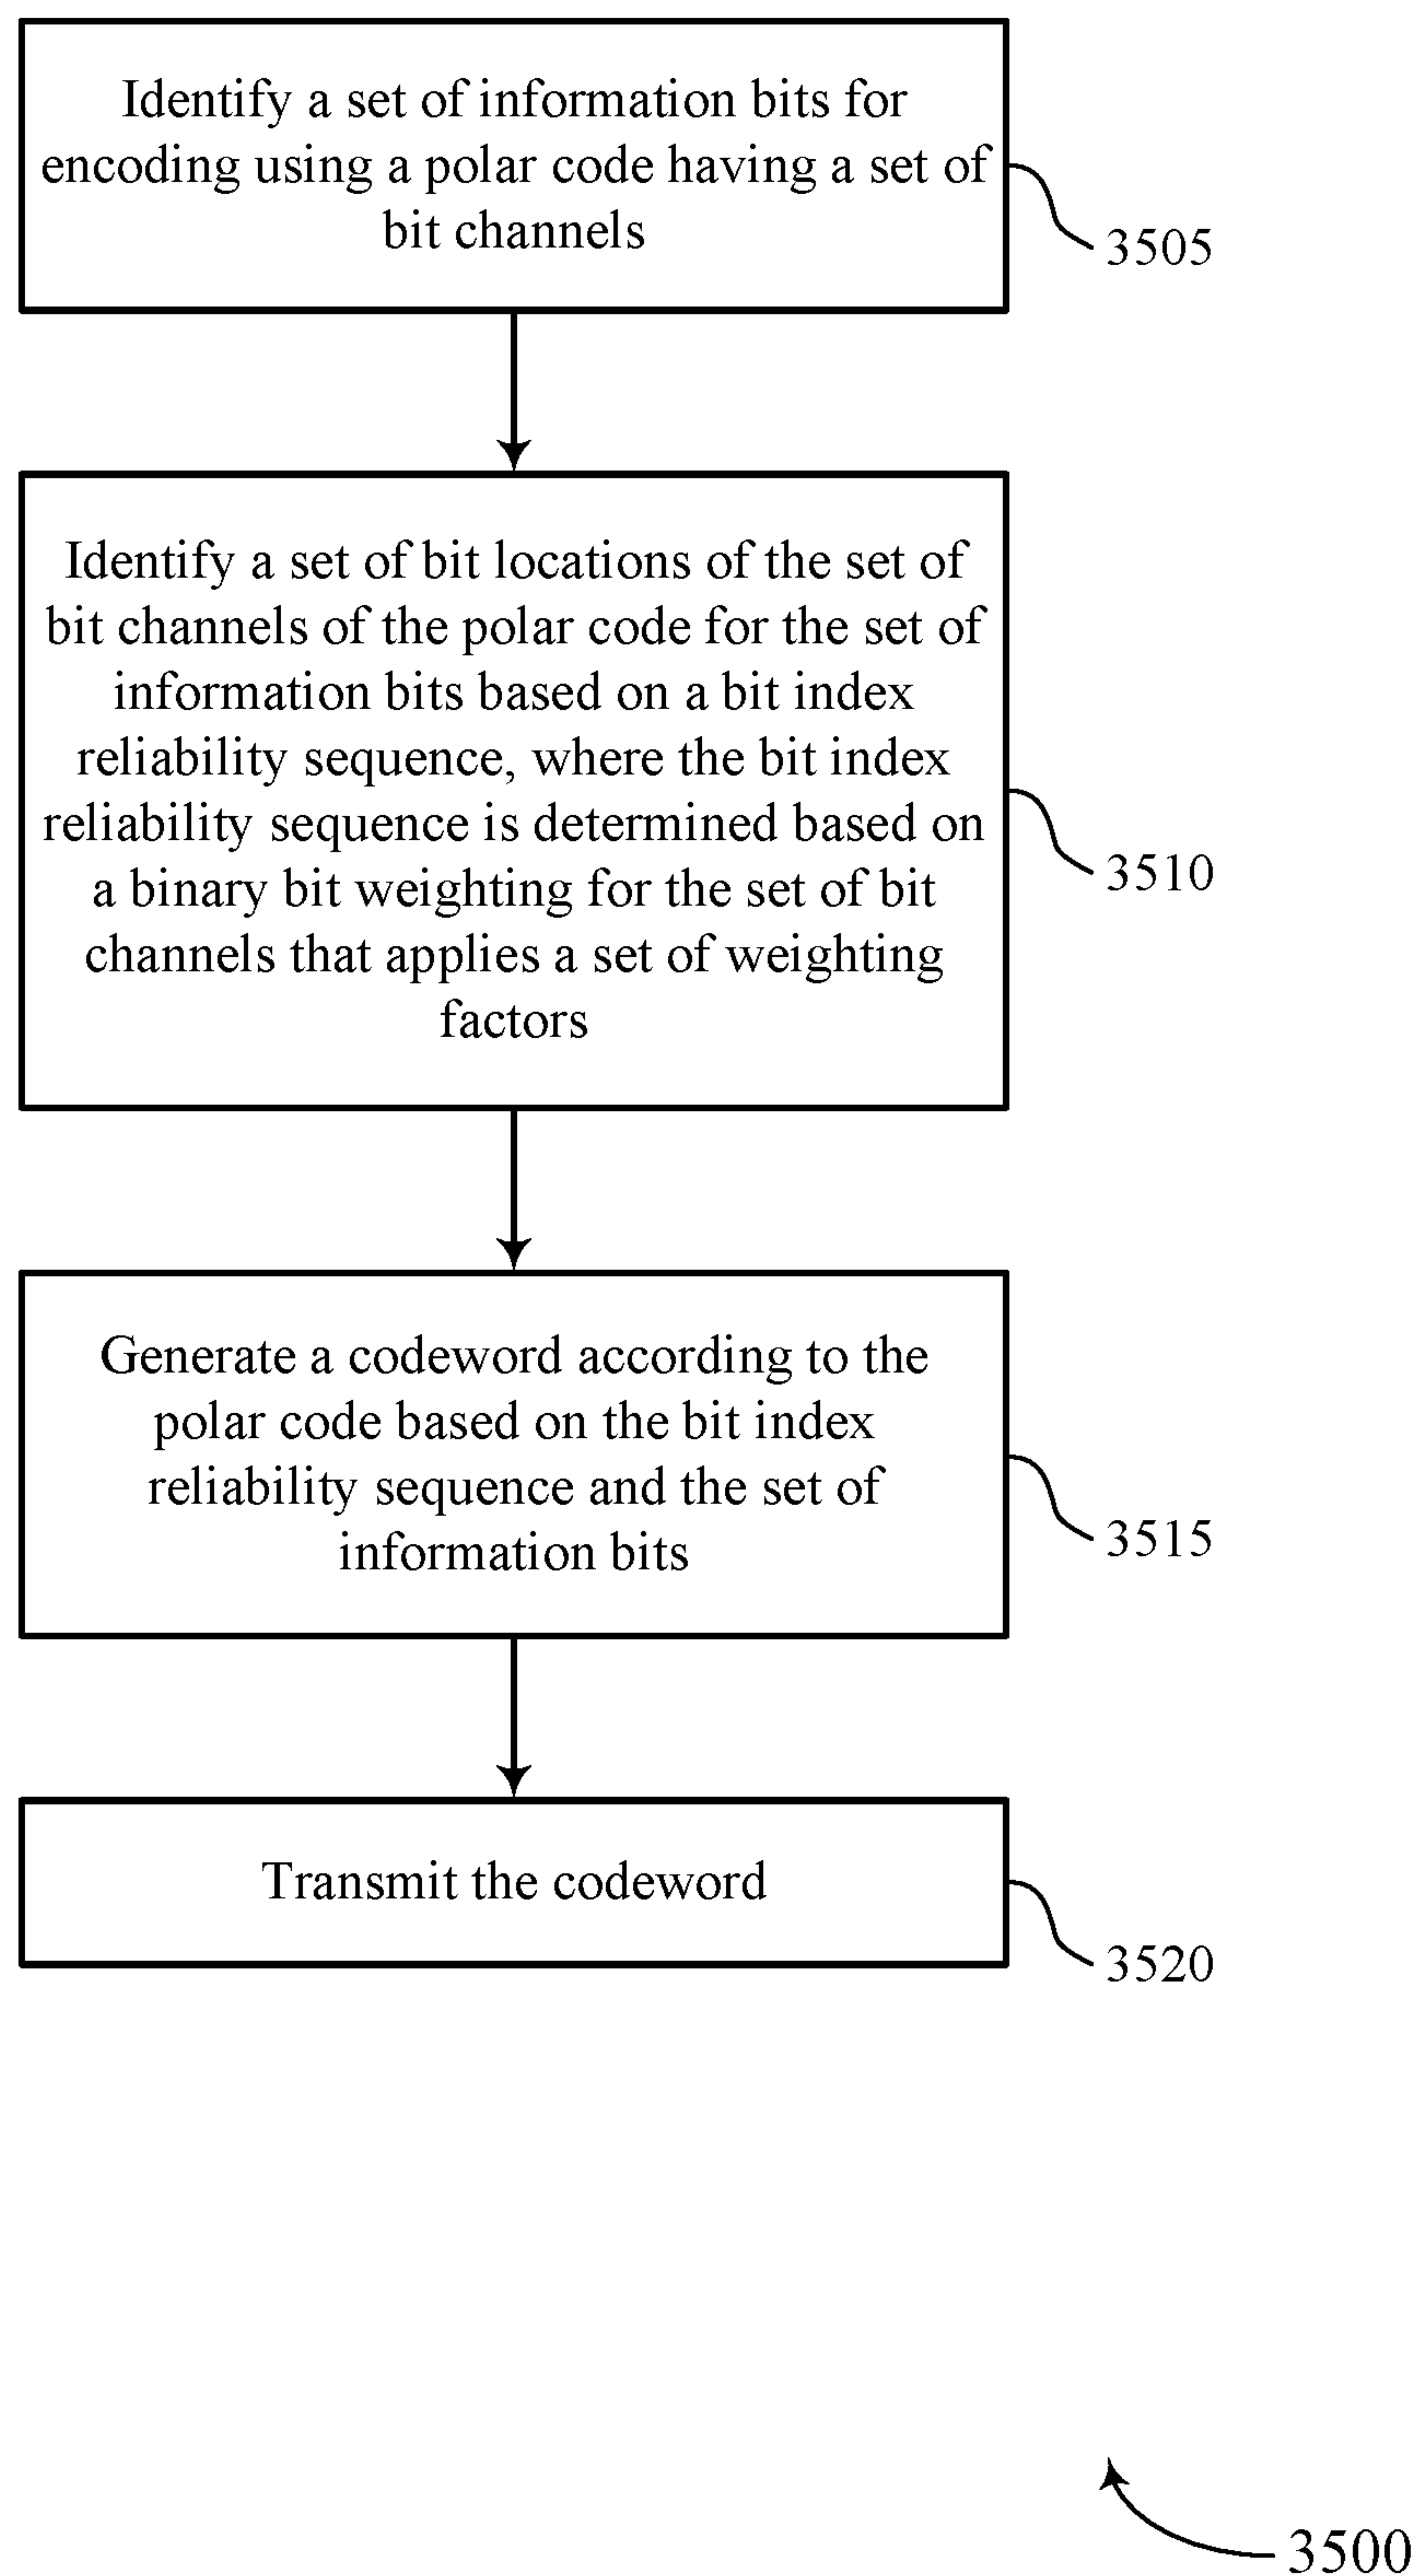 Identify a set of information bits for
encoding using a polar code having a set of
bit channels
3505
Identify a set of bit locations of the set of
bit channels of the polar code for the set of
information bits based on a bit index
reliability sequence, where the bit index
reliability sequence is determined based on
a binary bit weighting for the set of bit
channels that applies a set of weighting
factors
3510
Generate a codeword according to the
polar code based on the bit index
reliability sequence and the set of
information bits
3515
Transmit the codeword
3520
3500